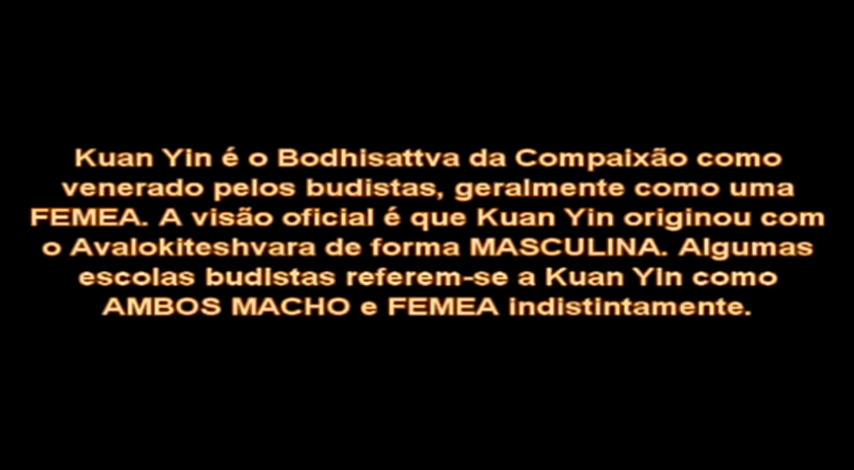 Kuan Yin é o Bodhisattva da Compaixão como
venerado pelos budistas, geralmente como uma
FEMEA. A visão oficial é que Kuan Yin originou com
o Avalokiteshvara de forma MASCULINA. Algumas
escolas budistas referem-se a Kuan Yin como
AMBOS MACHO e FEMEA indistintamente.